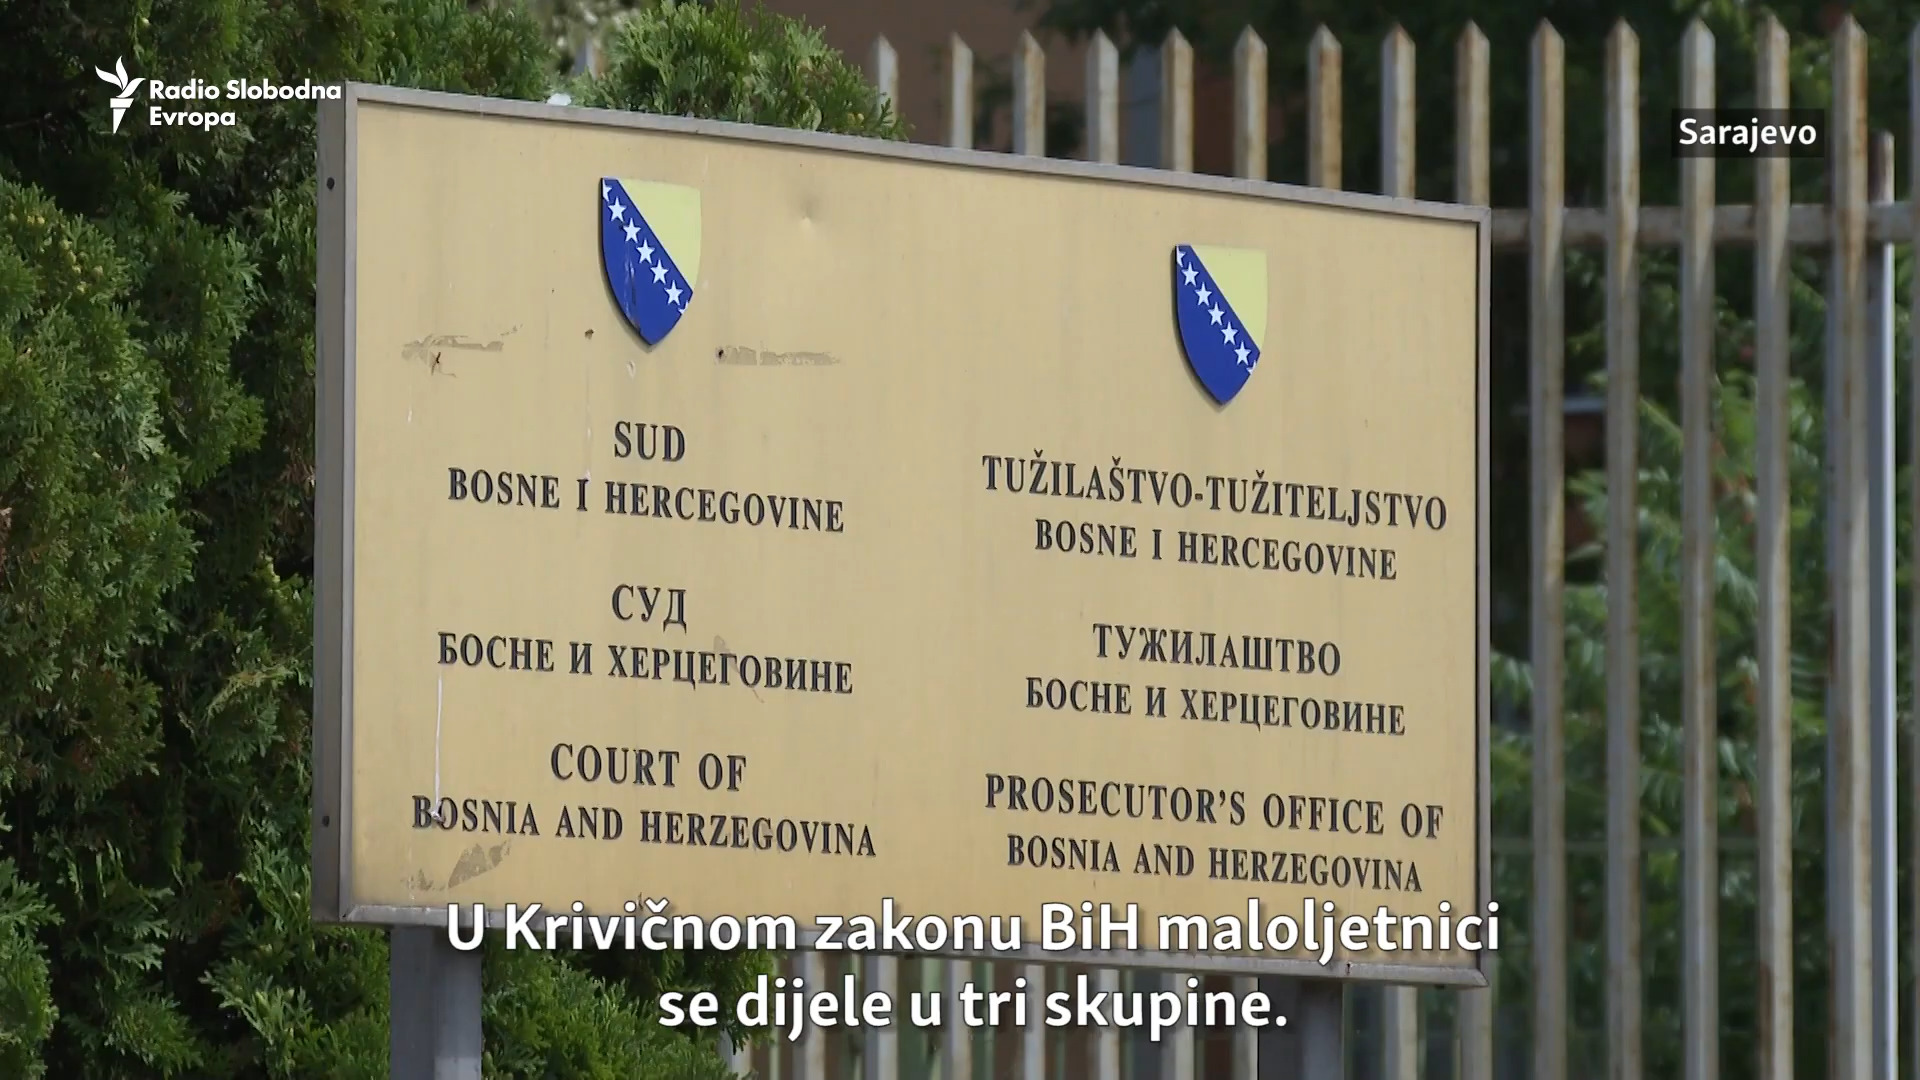 Radio Slobodna
Evropa
Sarajevo
SUD
BOSNE I HERCEGOVINE
СУД
БОСНЕ И ХЕРЦЕГОВИНЕ
COURT OF
BOSNIA AND HERZEGOVINA
TUŽILAŠTVO-TUŽITELJSTVO
BOSNE I HERCEGOVINE
ТУЖИЛАШТВО
БОСНЕ И ХЕРЦЕГОВИНЕ
PROSECUTOR'S OFFICE OF
BOSNIA AND HERZEGOVINA
U Krivičnom zakonu BiH maloljetnici
se dijele u tri skupine.